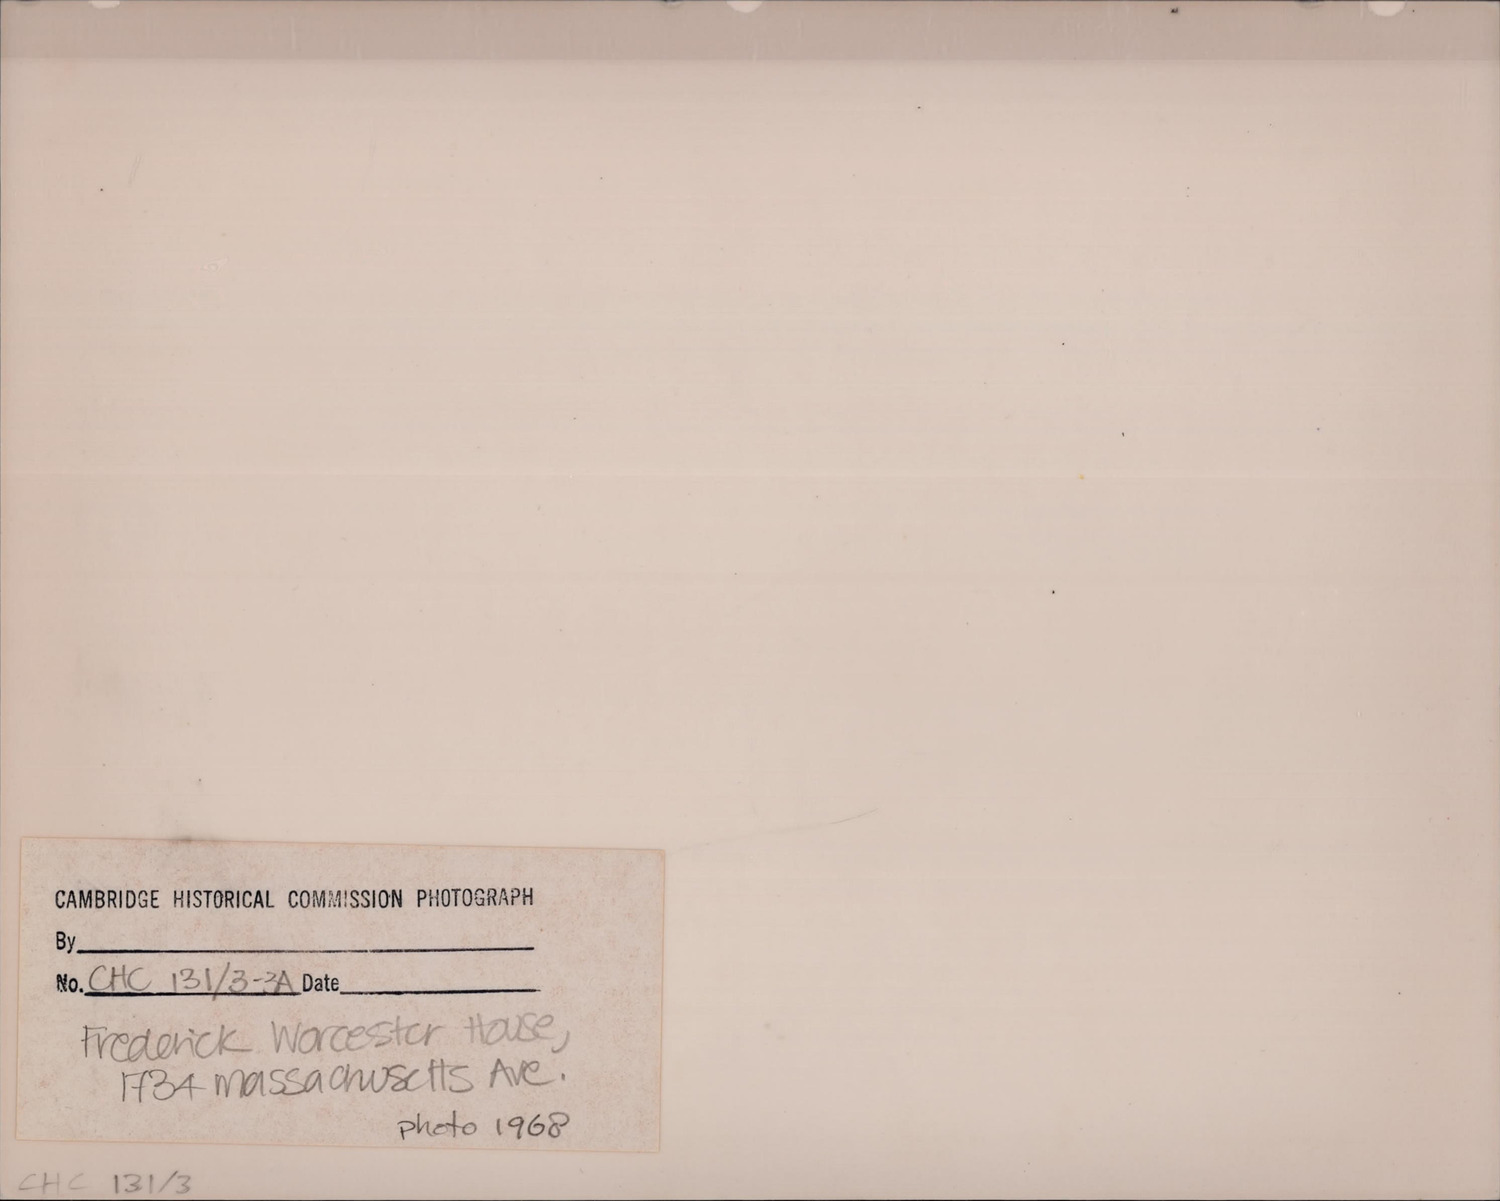 CAMBRIDGE HISTORICAL COMMISSION PHOTOGRAPH
By
No. CHC 131/3-3A Date
Frederick Worcester House,
1734 Massachusetts Ave.
photo 1968
CHC 131/3